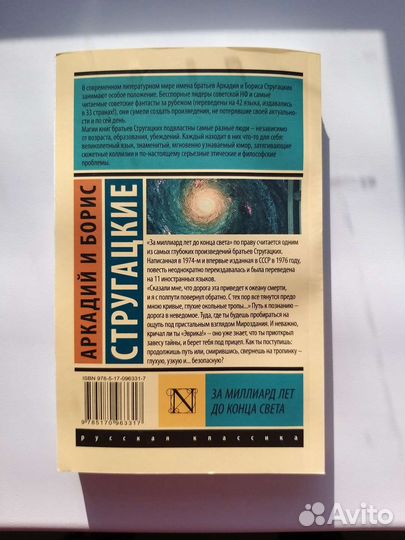 В современном литературном мире имена братьев Аркадия и Бориса Стругацких
занимают особое положение. Бесспорные лидеры советской НФ и самые
читаемые советские фантасты за рубежом (переведены на 42 языка, издавались
в 33 странах!), они сумели создать произведения, не потерявшие своей актуально-
сти и по сей день.
Магии книг братьев Стругацких подвластны самые разные люди – независимо
от возраста, образования, убеждений. Каждый находит в них что-то для себя:
великолепный язык, знаменитый, мгновенно узнаваемый юмор, затягивающие
сюжетные коллизии и по-настоящему серьезные этические и философские
проблемы.
АРКАДИЙ И БОРИС
СТРУГАЦКИЕ
«За миллиард лет до конца света» по праву считается одним
из самых глубоких произведений братьев Стругацких.
Написанная в 1974-м и впервые изданная в СССР в 1976 году,
повесть неоднократно переиздавалась и была переведена
на 11 иностранных языков.
«Сказали мне, что дорога эта приведет к океану смерти,
и я с полпути повернул обратно. С тех пор все тянутся предо
мною кривые, глухие окольные тропы...» Путь к познанию –
дорога в неведомое. Туда, где ты будешь пробираться на
ощупь под пристальным взглядом Мироздания. И неважно,
кричал ли ты «Эврика!» – оно уже знает, что ты приоткрыл
завесу тайны, и берет тебя под прицел. Как ты поступишь:
продолжишь путь или, смирившись, свернешь на тропинку –
глухую, узкую и... безопасную?
ISBN 978-5-17-096331-7
9 785170 963317
N
ЗА МИЛЛИАРД ЛЕТ
ДО КОНЦА СВЕТА
русская классика
Avito